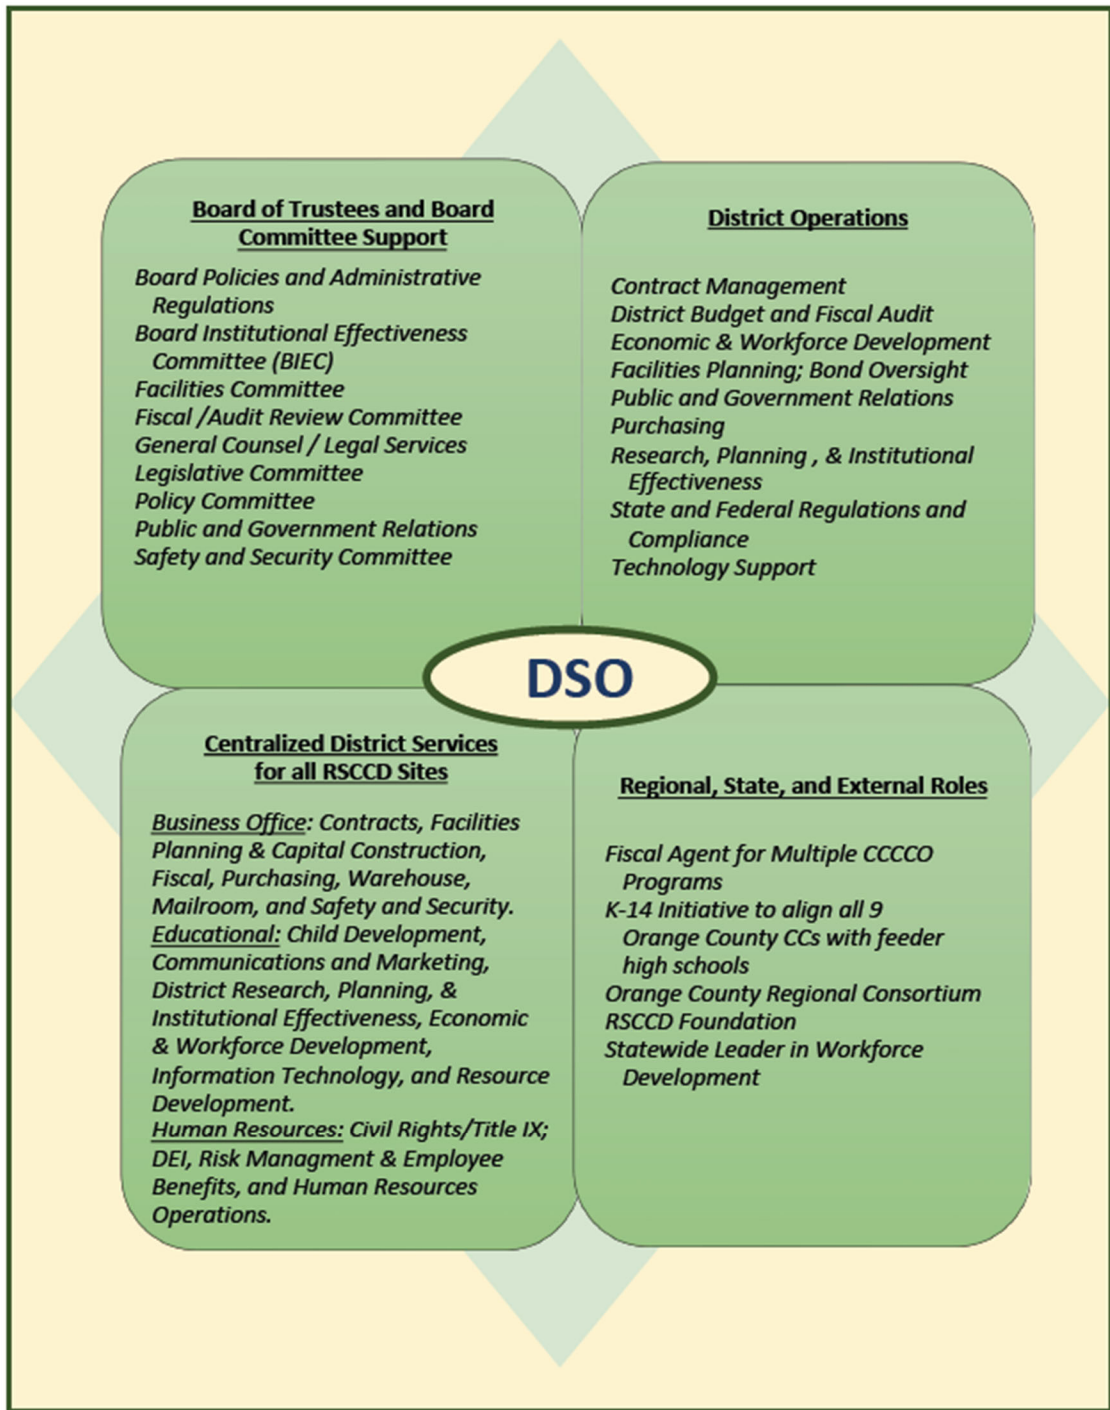 Board of Trustees and Board
Committee Support
Board Policies and Administrative
Regulations
Board Institutional Effectiveness
Committee (BIEC)
Facilities Committee
Fiscal /Audit Review Committee
General Counsel / Legal Services
Legislative Committee
Policy Committee
Public and Government Relations
Safety and Security Committee
District Operations
Contract Management
District Budget and Fiscal Audit
Economic & Workforce Development
Facilities Planning; Bond Oversight
Public and Government Relations
Purchasing
Research, Planning , & Institutional
Effectiveness
State and Federal Regulations and
Compliance
Technology Support
DSO
Centralized District Services
for all RSCCD Sites
Business Office: Contracts, Facilities
Planning & Capital Construction,
Fiscal, Purchasing, Warehouse,
Mailroom, and Safety and Security.
Educational: Child Development,
Communications and Marketing,
District Research, Planning, &
Institutional Effectiveness, Economic
& Workforce Development,
Information Technology, and Resource
Development.
Human Resources: Civil Rights/Title IX;
DEI, Risk Managment & Employee
Benefits, and Human Resources
Operations.
Regional, State, and External Roles
Fiscal Agent for Multiple CCCCO
Programs
K-14 Initiative to align all 9
Orange County CCs with feeder
high schools
Orange County Regional Consortium
RSCCD Foundation
Statewide Leader in Workforce
Development